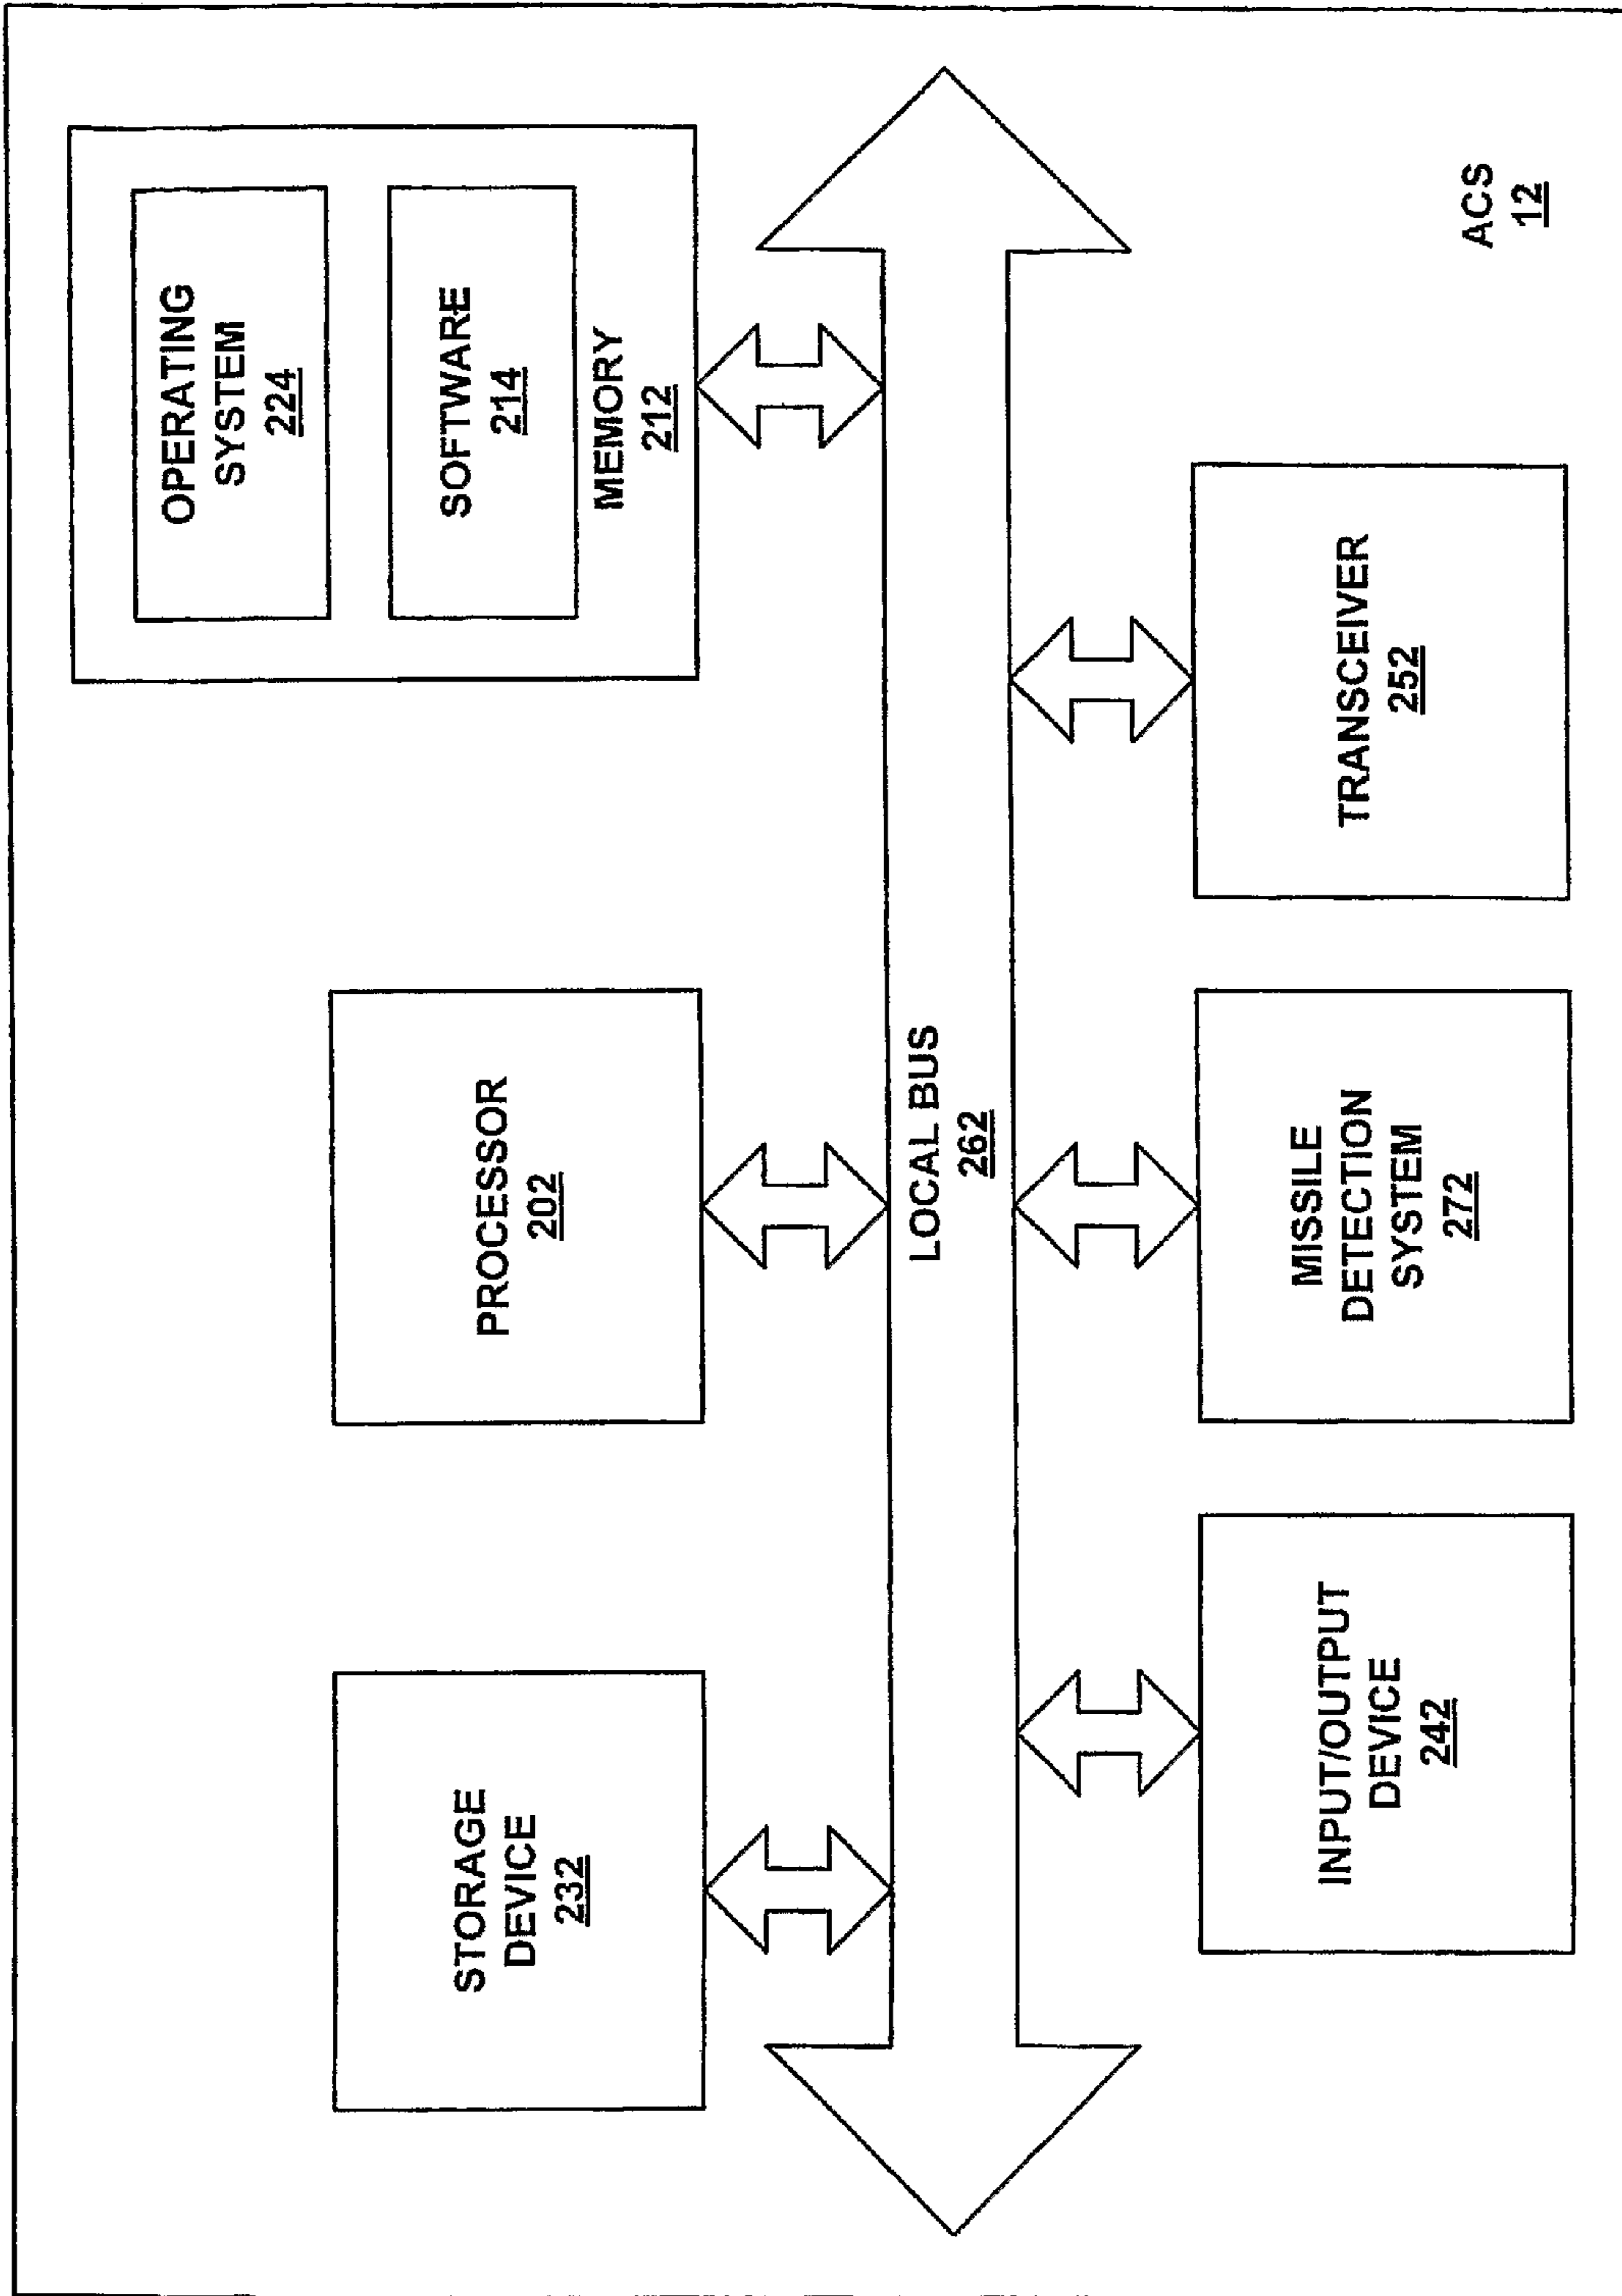 STORAGE
DEVICE
232
PROCESSOR
202
OPERATING
SYSTEM
224
SOFTWARE
214
MEMORY
212
LOCAL BUS
262
INPUT/OUTPUT
DEVICE
242
MISSILE
DETECTION
SYSTEM
272
TRANSCEIVER
252
ACS
12